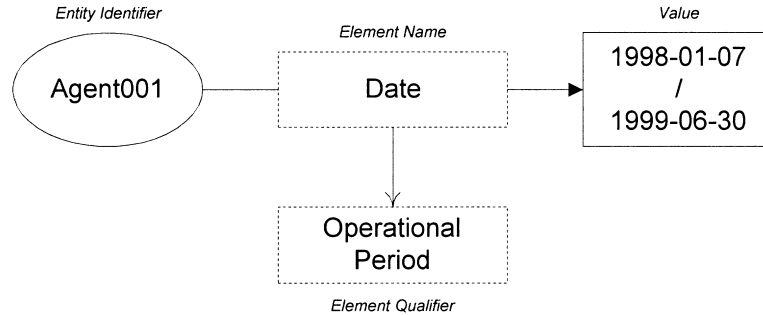 Entity Identifier
Element Name
Value
Agent001
Date
1998-01-07
/
1999-06-30
Operational
Period
Element Qualifier